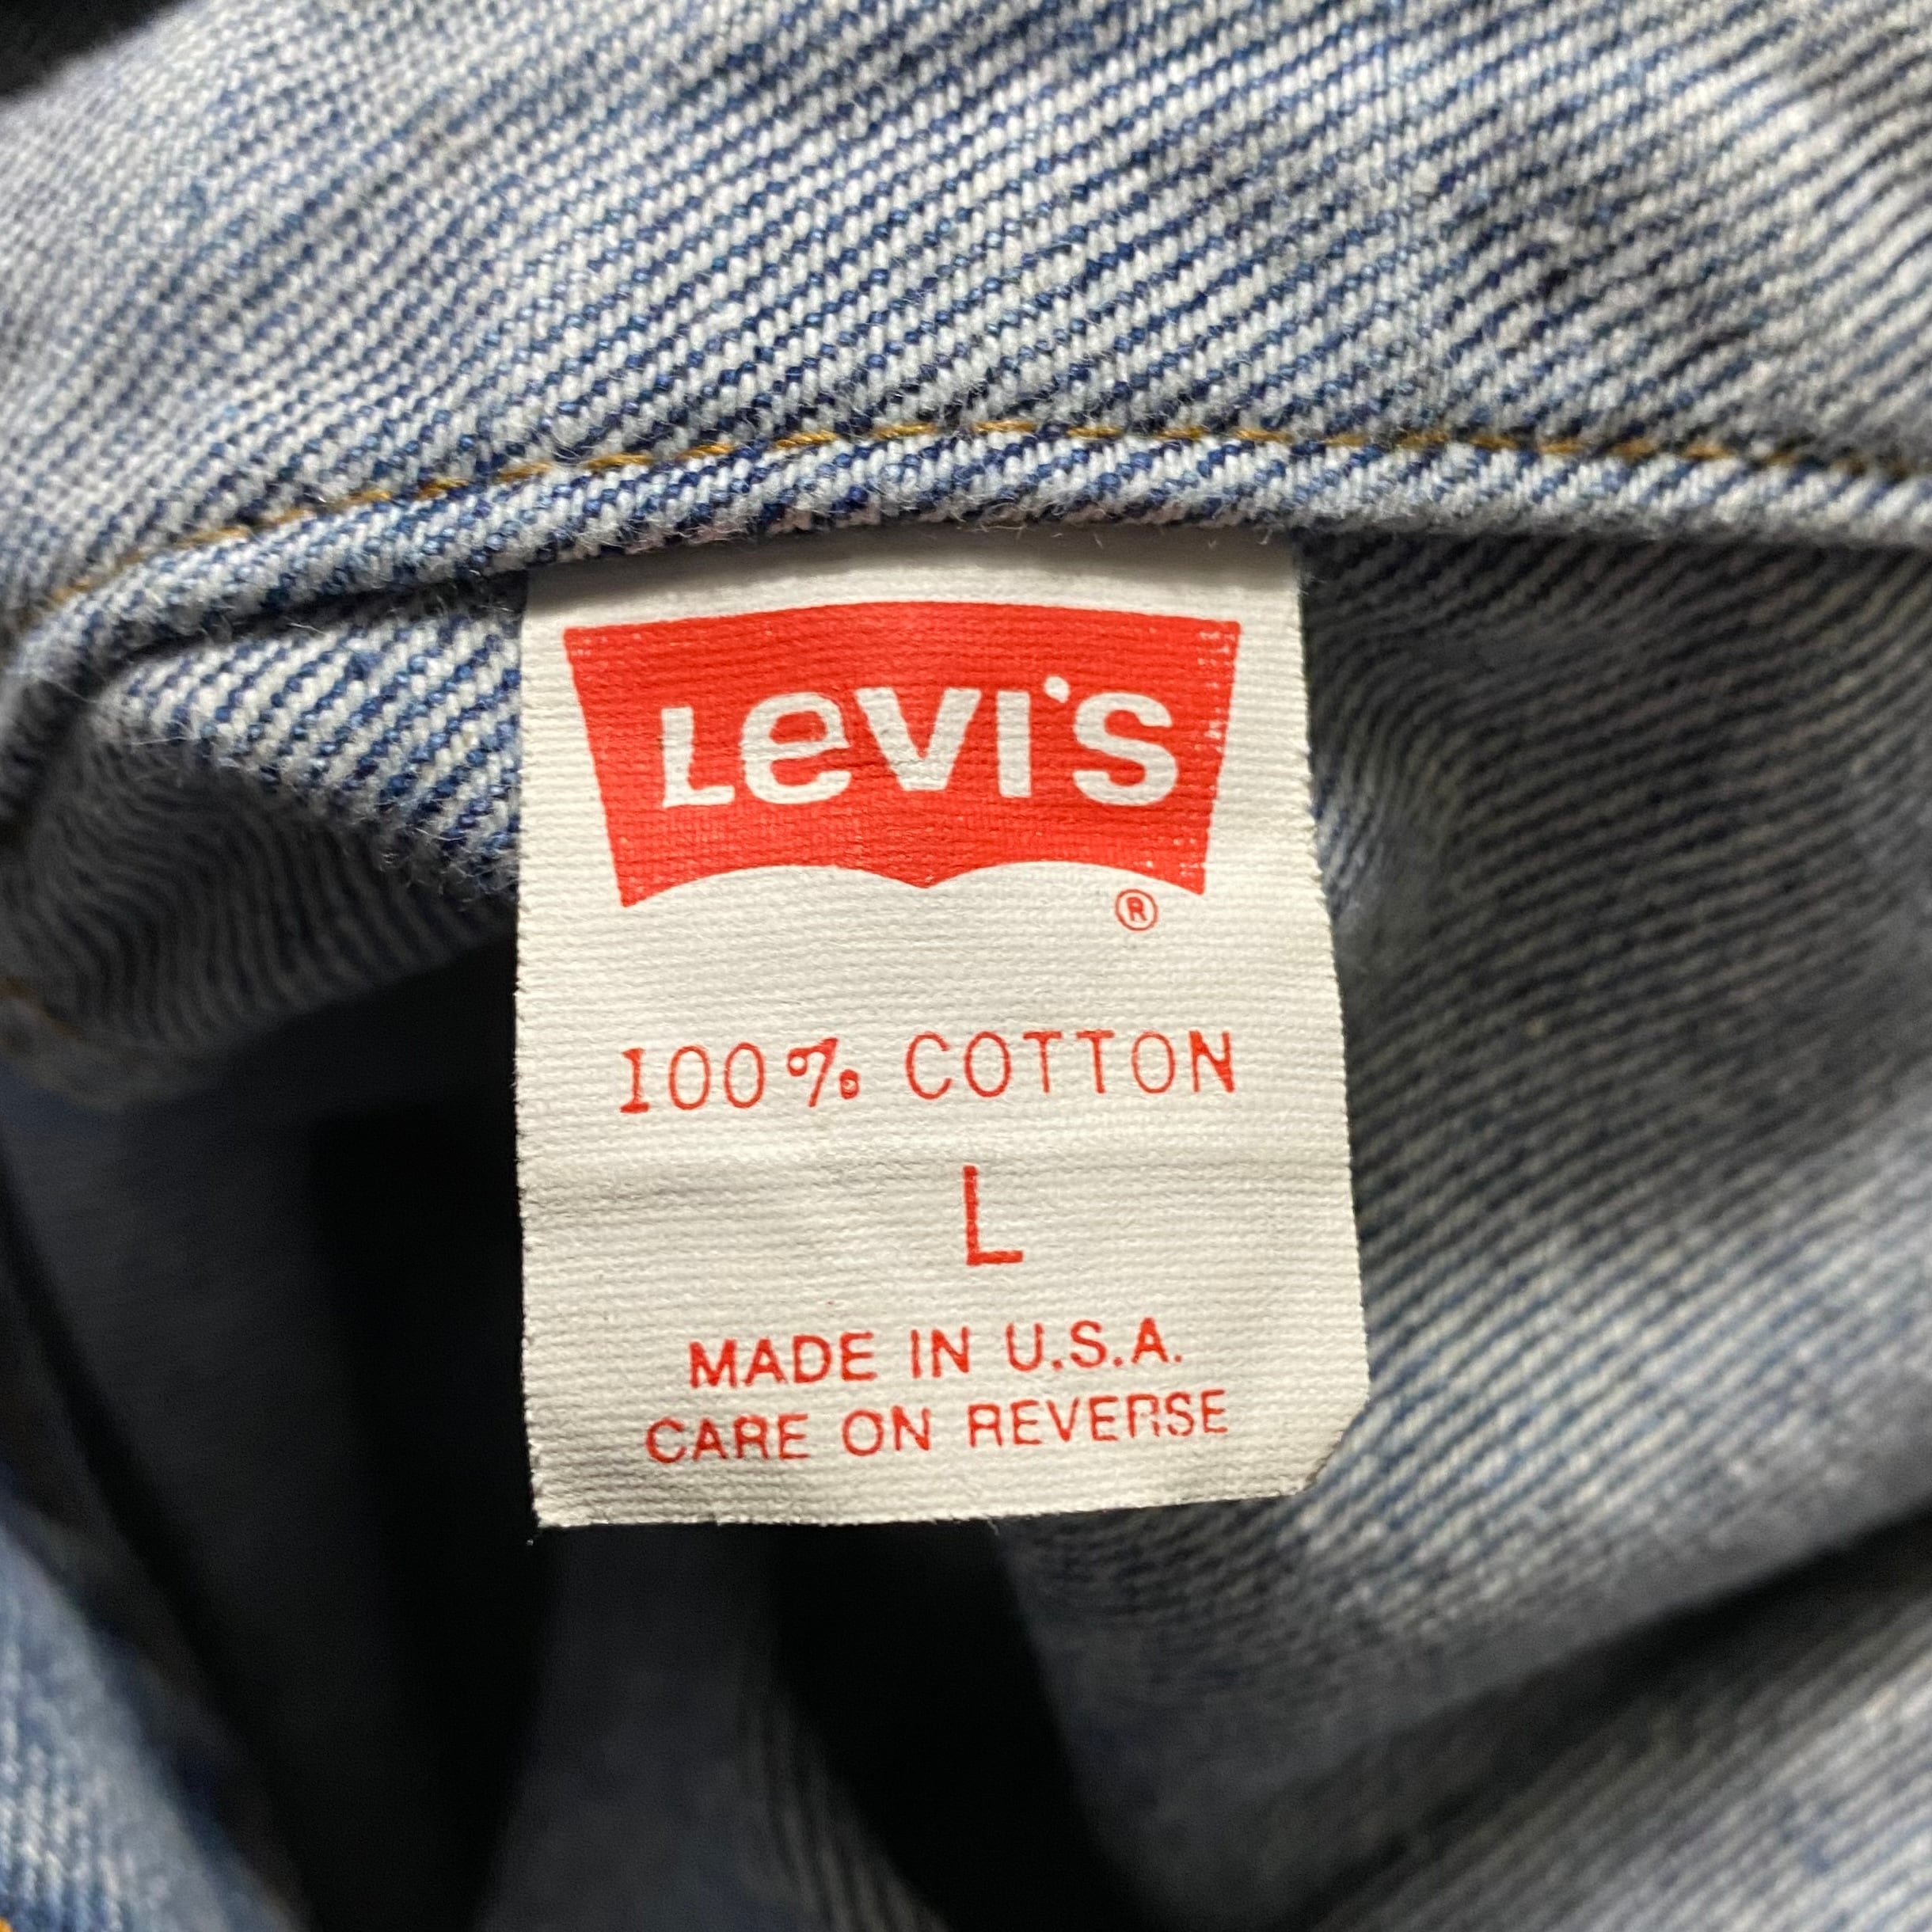 Levi's
®
100% COTTON
L
MADE IN U.S.A.
CARE ON REVERSE